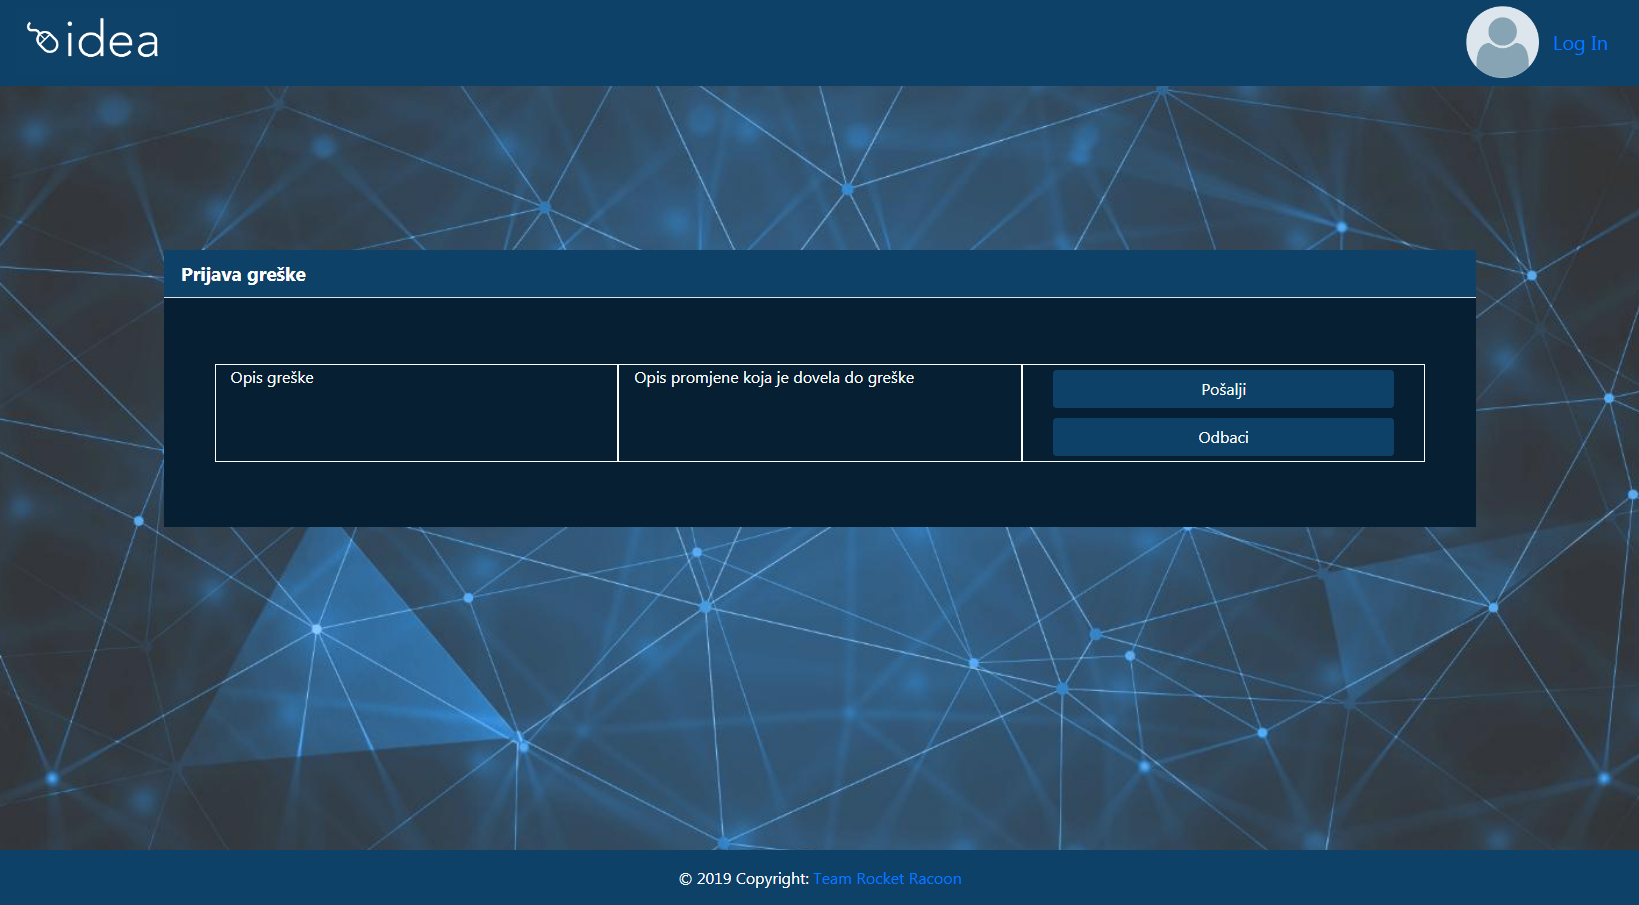 idea
Log In
Prijava greške
Opis greške
Opis promjene koja je dovela do greške
Pošalji
Odbaci
© 2019 Copyright: Team Rocket Racoon